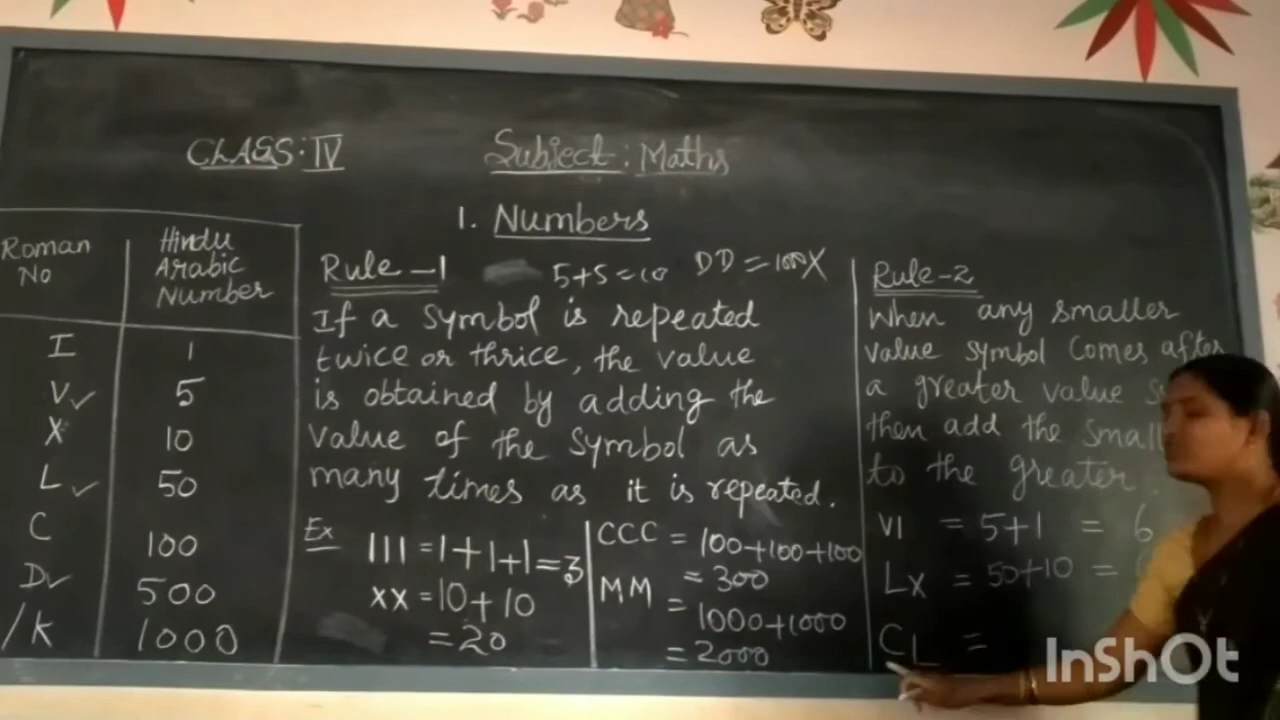 CLASS: IV
Subject: Maths
1. Numbers
Roman No
Hindu Arabic Number
I 1
V 5
X 10
L 50
C 100
D 500
/K 1000
Rule-1
5+5=10
DD=100X
If a symbol is repeated
twice or thrice, the value
is obtained by adding the
value of the symbol as
many times as it is repeated.
Ex
III = 1+1+1=3
XX = 10+10
=20
CCC = 100+100+100
= 300
MM = 1000+1000
= 2000
Rule-2
When any smaller
value symbol comes after
a greater value
then add the
to the greater
VI = 5+1 = 6
LX = 50+10 =
CL =
InShOt